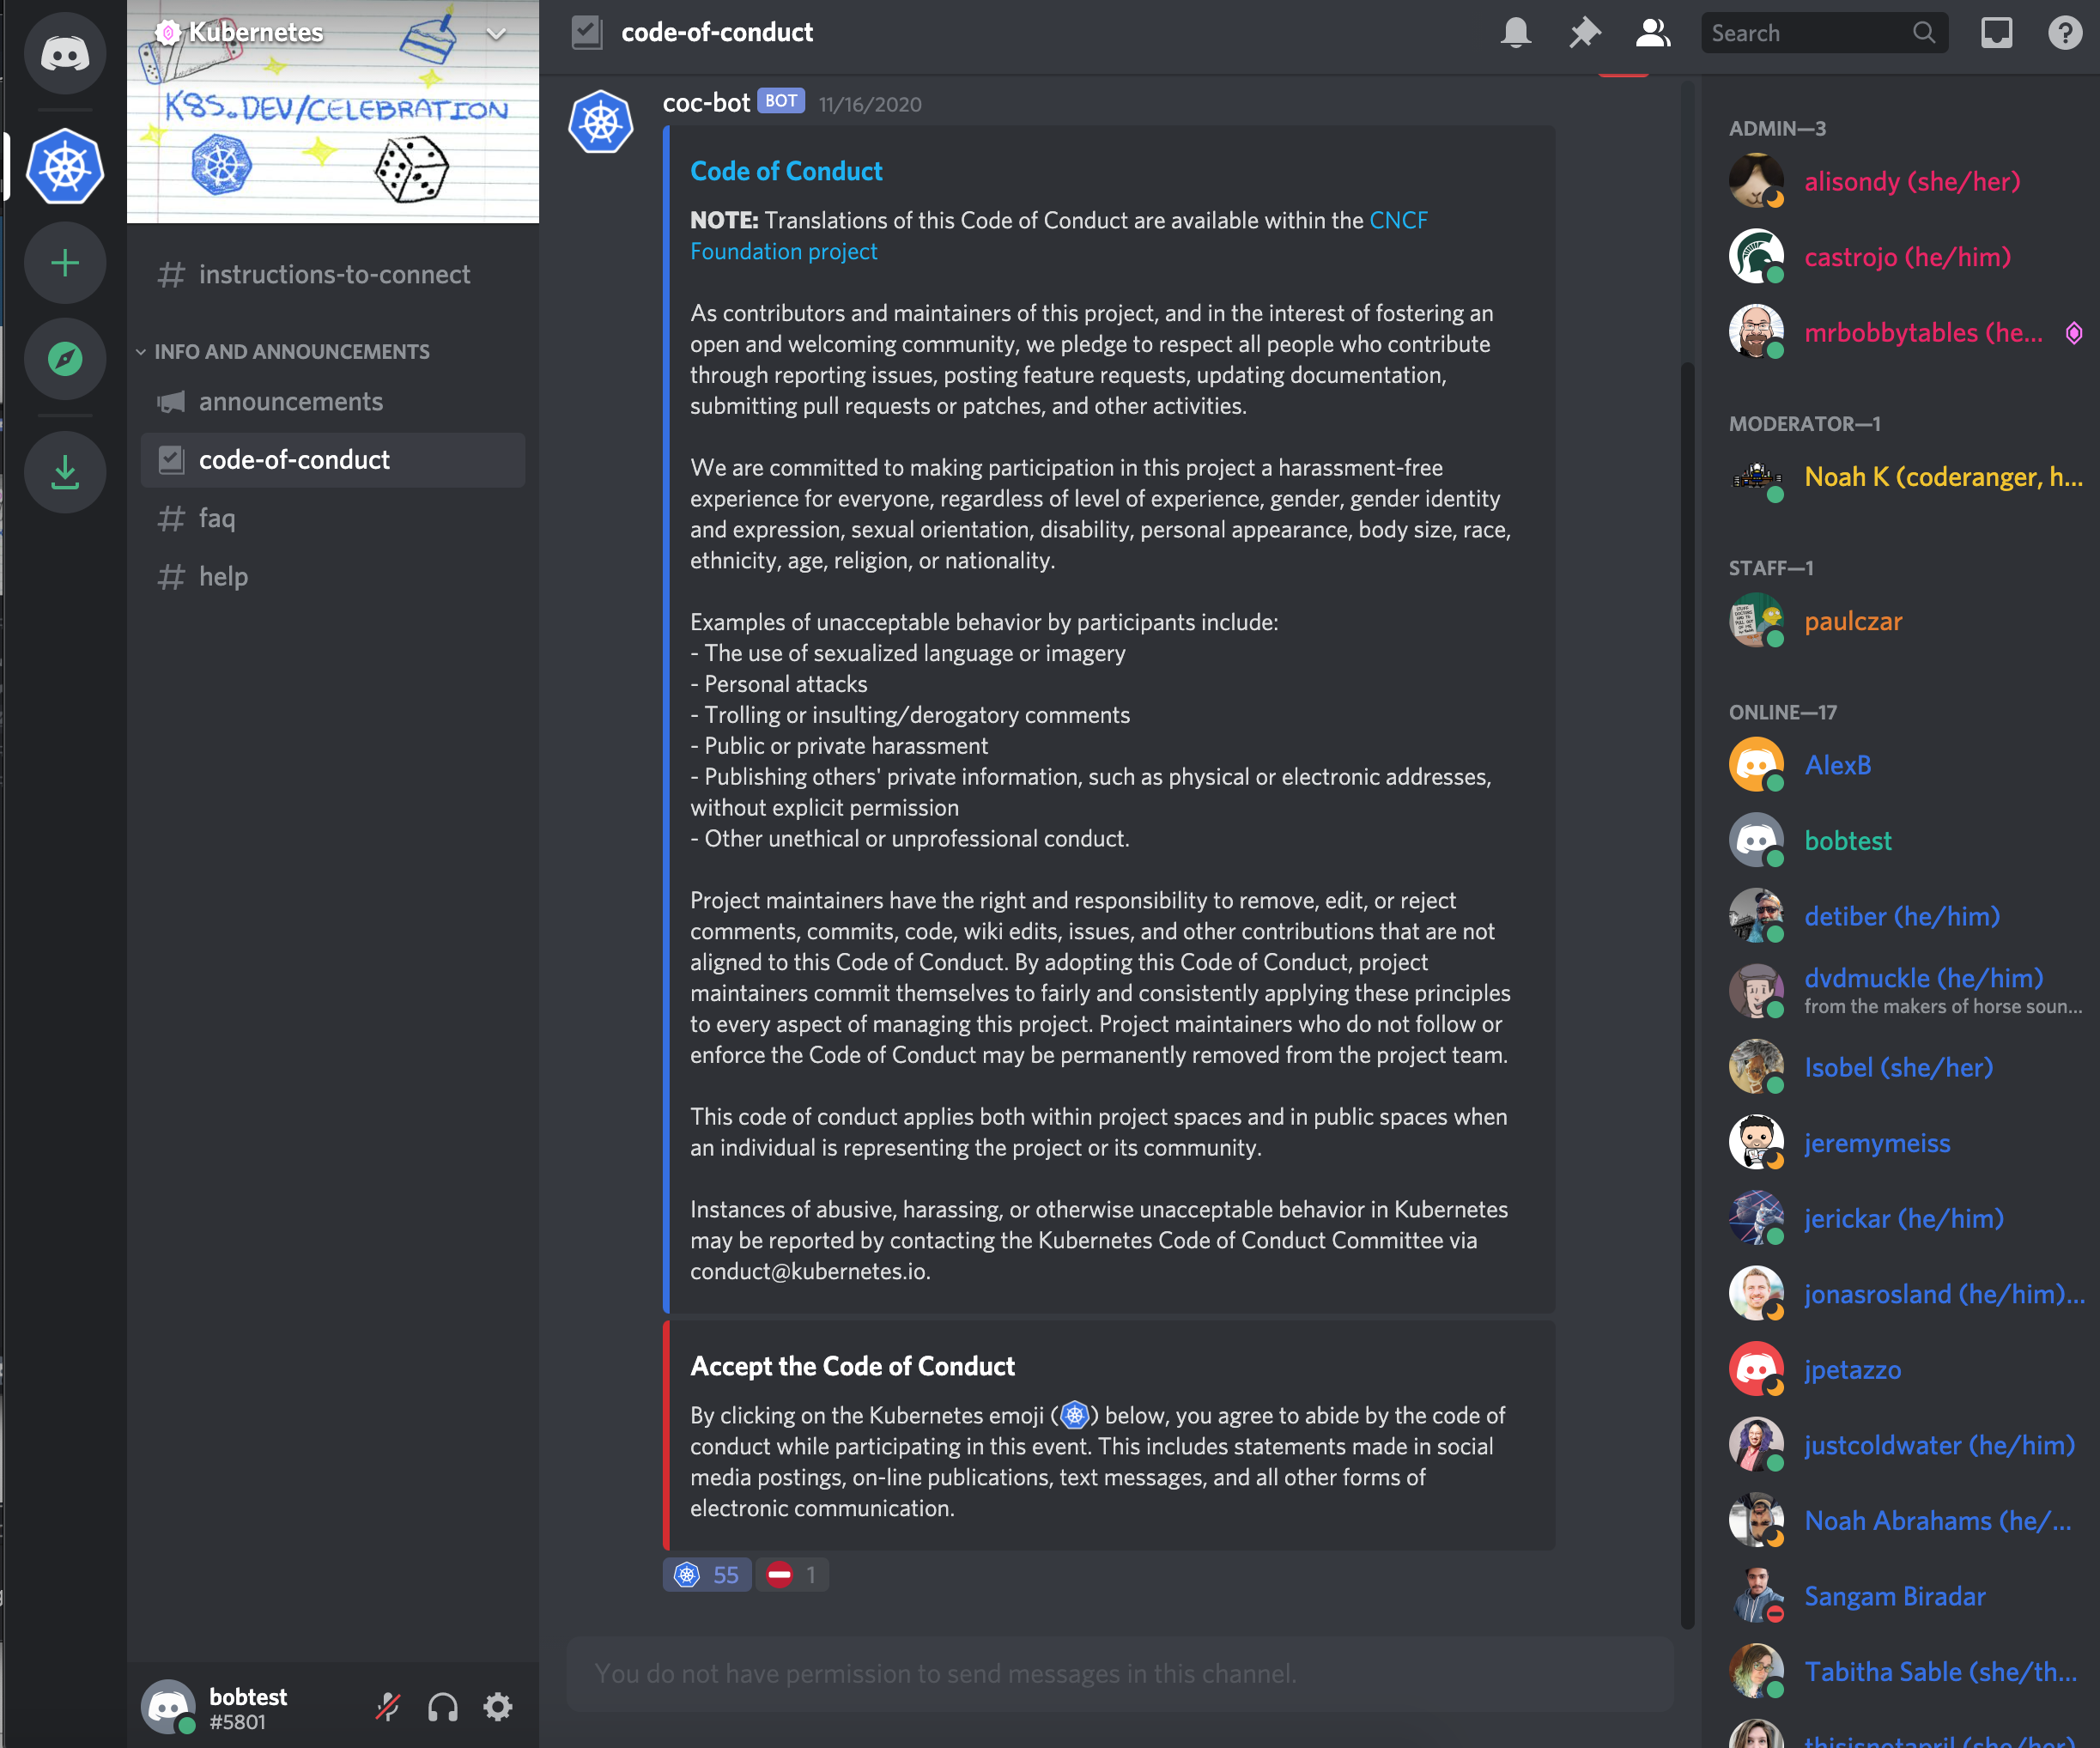 Kubernetes
K8S.DEV/CELEBRATION
# instructions-to-connect
INFO AND ANNOUNCEMENTS
announcements
code-of-conduct
# faq
# help
bobtest
#5801
code-of-conduct
Search
coc-bot BOT 11/16/2020
Code of Conduct
NOTE: Translations of this Code of Conduct are available within the CNCF
Foundation project
As contributors and maintainers of this project, and in the interest of fostering an
open and welcoming community, we pledge to respect all people who contribute
through reporting issues, posting feature requests, updating documentation,
submitting pull requests or patches, and other activities.
We are committed to making participation in this project a harassment-free
experience for everyone, regardless of level of experience, gender, gender identity
and expression, sexual orientation, disability, personal appearance, body size, race,
ethnicity, age, religion, or nationality.
Examples of unacceptable behavior by participants include:
- The use of sexualized language or imagery
- Personal attacks
- Trolling or insulting/derogatory comments
- Public or private harassment
- Publishing others' private information, such as physical or electronic addresses,
without explicit permission
- Other unethical or unprofessional conduct.
Project maintainers have the right and responsibility to remove, edit, or reject
comments, commits, code, wiki edits, issues, and other contributions that are not
aligned to this Code of Conduct. By adopting this Code of Conduct, project
maintainers commit themselves to fairly and consistently applying these principles
to every aspect of managing this project. Project maintainers who do not follow or
enforce the Code of Conduct may be permanently removed from the project team.
This code of conduct applies both within project spaces and in public spaces when
an individual is representing the project or its community.
Instances of abusive, harassing, or otherwise unacceptable behavior in Kubernetes
may be reported by contacting the Kubernetes Code of Conduct Committee via
conduct@kubernetes.io.
Accept the Code of Conduct
By clicking on the Kubernetes emoji () below, you agree to abide by the code of
conduct while participating in this event. This includes statements made in social
media postings, on-line publications, text messages, and all other forms of
electronic communication.
55 1
You do not have permission to send messages in this channel.
ADMIN—3
alisondy (she/her)
castrojo (he/him)
mrbobbytables (he...
MODERATOR—1
Noah K (coderanger, h...
STAFF—1
paulczar
ONLINE—17
AlexB
bobtest
detiber (he/him)
dvdmuckle (he/him)
from the makers of horse soun...
Isobel (she/her)
jeremymeiss
jerickar (he/him)
jonasrosland (he/him)...
jpetazzo
justcoldwater (he/him)
Noah Abrahams (he/...
Sangam Biradar
Tabitha Sable (she/th...
thisisnotapril (she/her)